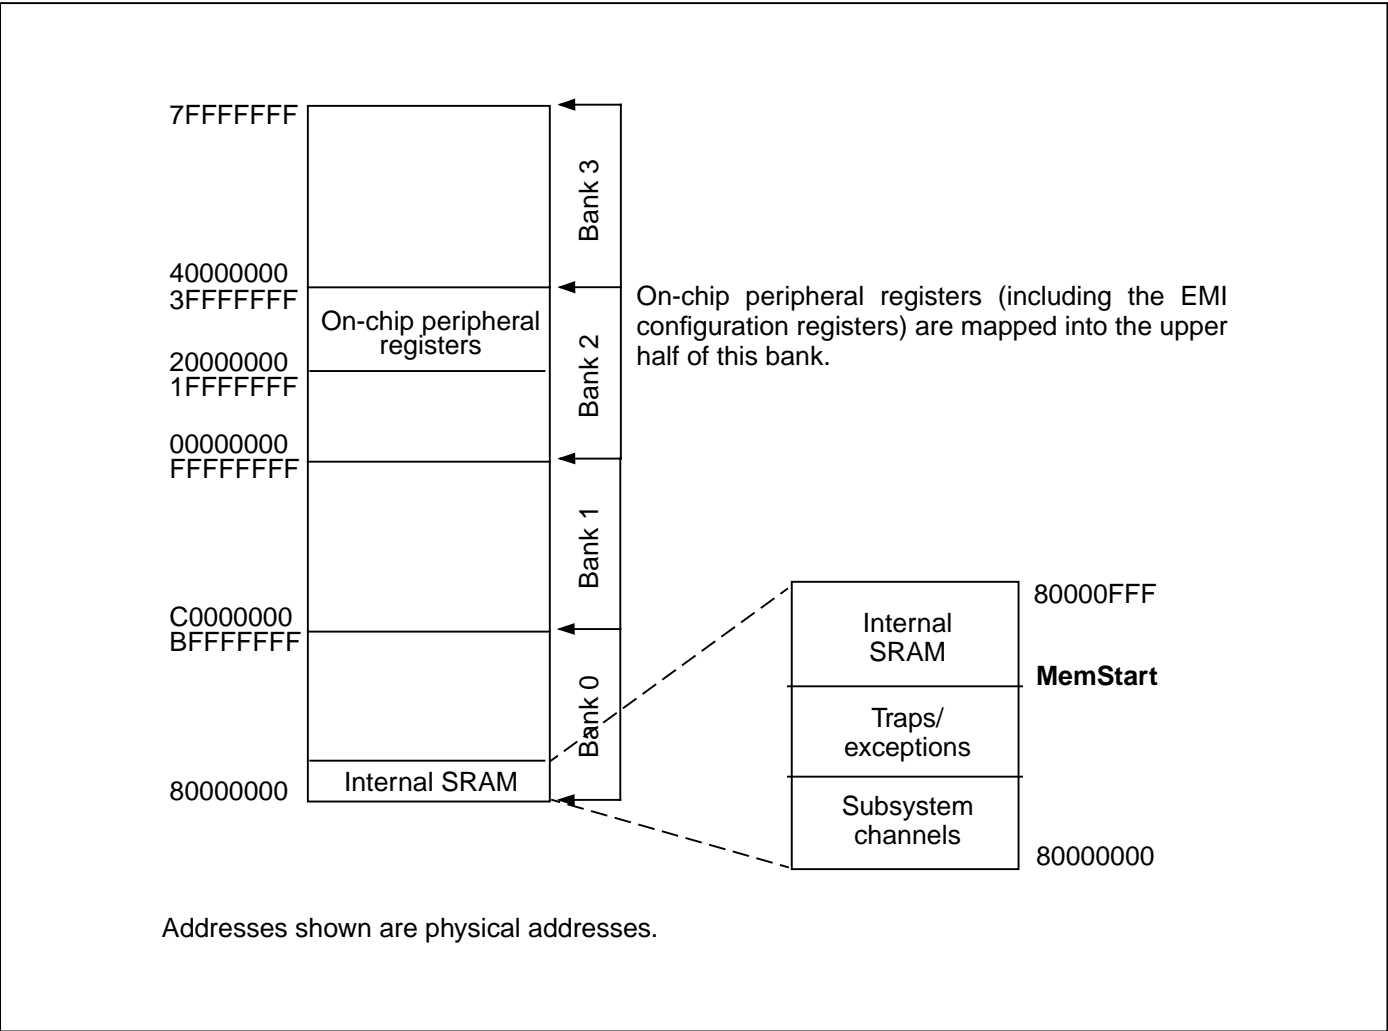 7FFFFFFF
Bank 3
40000000
3FFFFFFF
On-chip peripheral
registers
20000000
1FFFFFFF
Bank 2
On-chip peripheral registers (including the EMI
configuration registers) are mapped into the upper
half of this bank.
00000000
FFFFFFFF
Bank 1
C0000000
BFFFFFFF
Bank 0
Internal SRAM
80000000
80000FFF
Internal
SRAM
MemStart
Traps/
exceptions
Subsystem
channels
80000000
Addresses shown are physical addresses.